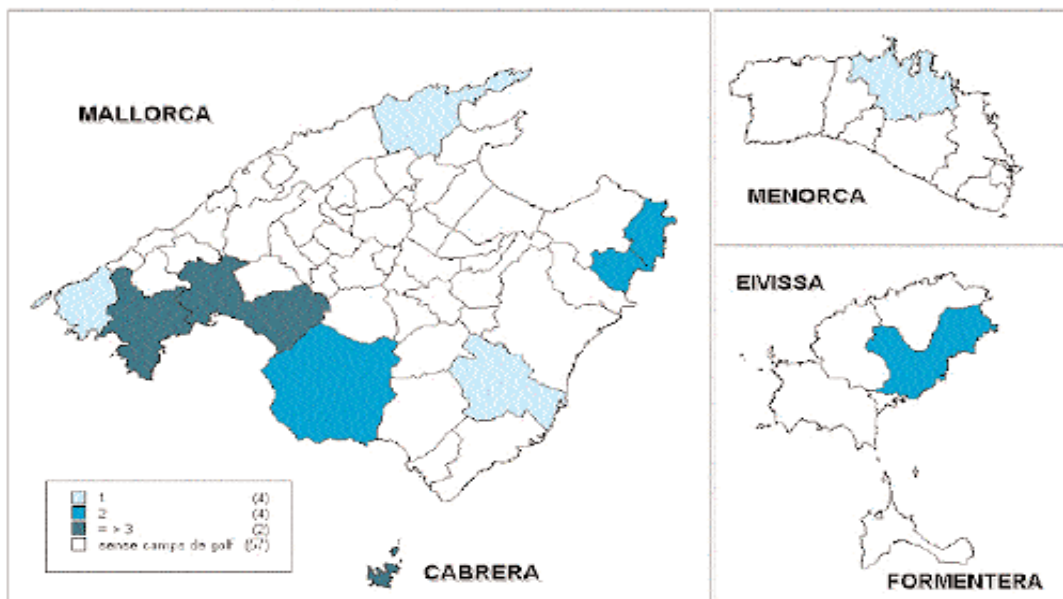 MALLORCA
MENORCA
EIVISSA
1 (4)
2 (4)
= > 3 (2)
sense camps de golf (57)
CABRERA
FORMENTERA